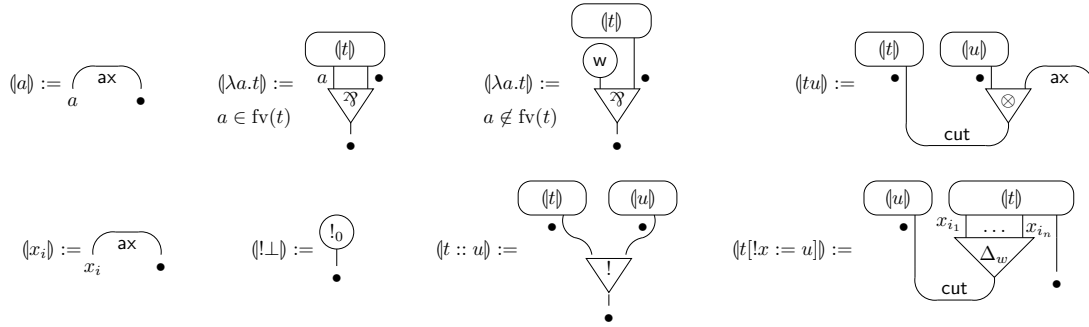 ⦇t⦈ ⦇t⦈ ⦇t⦈ ⦇u⦈
⦇a⦈ := ax a • ⦇λa.t⦈ := a • ⅋ • ⦇λa.t⦈ := w • ⅋ • ⦇tu⦈ := • • ⊗ ax cut
a ∈ fv(t) a ∉ fv(t)
⦇t⦈ ⦇u⦈ ⦇u⦈ ⦇t⦈
⦇x_i⦈ := ax x_i • ⦇!⊥⦈ := !_0 • ⦇t :: u⦈ := • • ! • ⦇t[!x := u]⦈ := • x_{i_1} … x_{i_n} Δ_w cut •